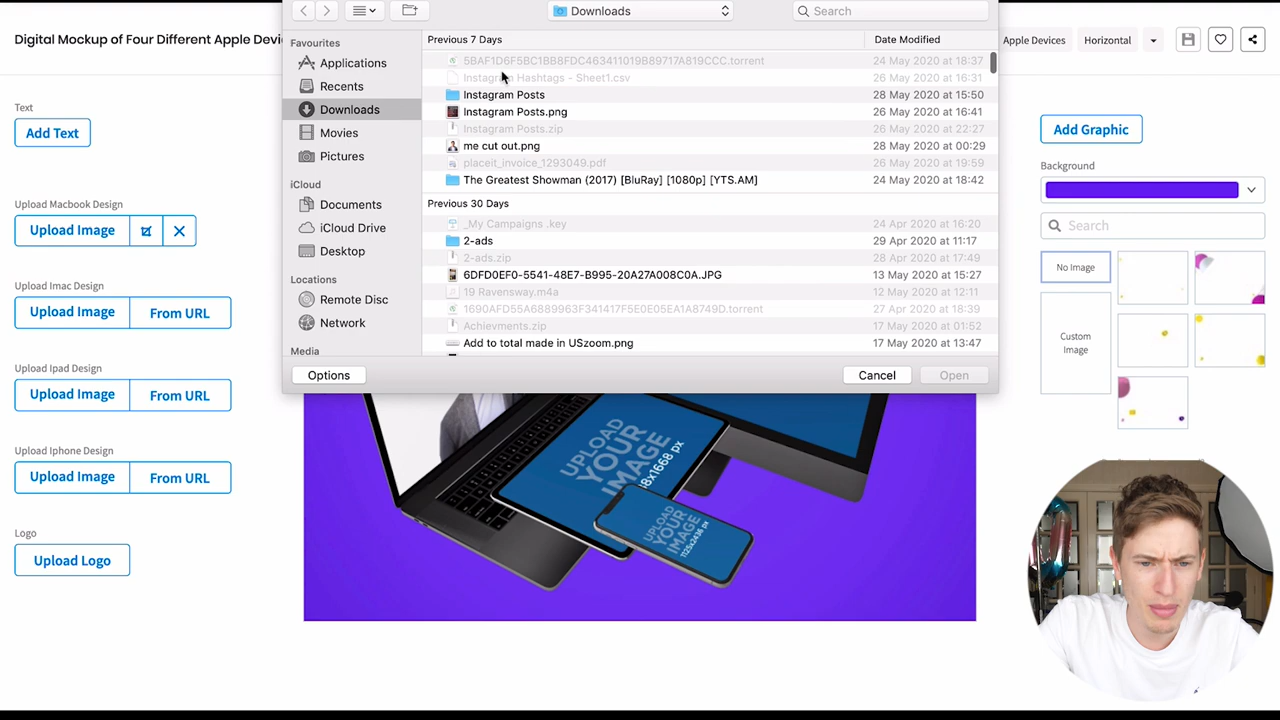 Downloads
Search
Digital Mockup of Four Different Apple Devi
Apple Devices
Horizontal
Favourites
Applications
Recents
Downloads
Movies
Pictures
iCloud
Documents
iCloud Drive
Desktop
Locations
Remote Disc
Network
Media
Previous 7 Days
Date Modified
5BAF1D6F5BC1BB8FDC463411019B89717A819CCC.torrent 24 May 2020 at 18:37
Instagram Hashtags - Sheet1.csv 26 May 2020 at 16:31
Instagram Posts 28 May 2020 at 15:50
Instagram Posts.png 26 May 2020 at 16:41
Instagram Posts.zip 26 May 2020 at 22:27
me cut out.png 28 May 2020 at 00:29
placeit_invoice_1293049.pdf 26 May 2020 at 19:59
The Greatest Showman (2017) [BluRay] [1080p] [YTS.AM] 24 May 2020 at 18:42
Previous 30 Days
_My Campaigns .key 24 Apr 2020 at 16:20
2-ads 29 Apr 2020 at 11:17
2-ads.zip 28 Apr 2020 at 17:49
6DFD0EF0-5541-48E7-B995-20A27A008C0A.JPG 13 May 2020 at 15:27
19 Ravensway.m4a 12 May 2020 at 12:11
1690AFD55A6889963F341417F5E0E05EA1A8749D.torrent 27 Apr 2020 at 18:39
Achievments.zip 17 May 2020 at 01:52
Add to total made in USzoom.png 17 May 2020 at 13:47
Options
Cancel
Open
Text
Add Text
Upload Macbook Design
Upload Image
Upload Imac Design
Upload Image
From URL
Upload Ipad Design
Upload Image
From URL
Upload Iphone Design
Upload Image
From URL
Logo
Upload Logo
UPLOAD
YOUR
IMAGE
x1668 px
UPLOAD
YOUR
IMAGE
1125x2436 px
Add Graphic
Background
Search
No Image
Custom
Image